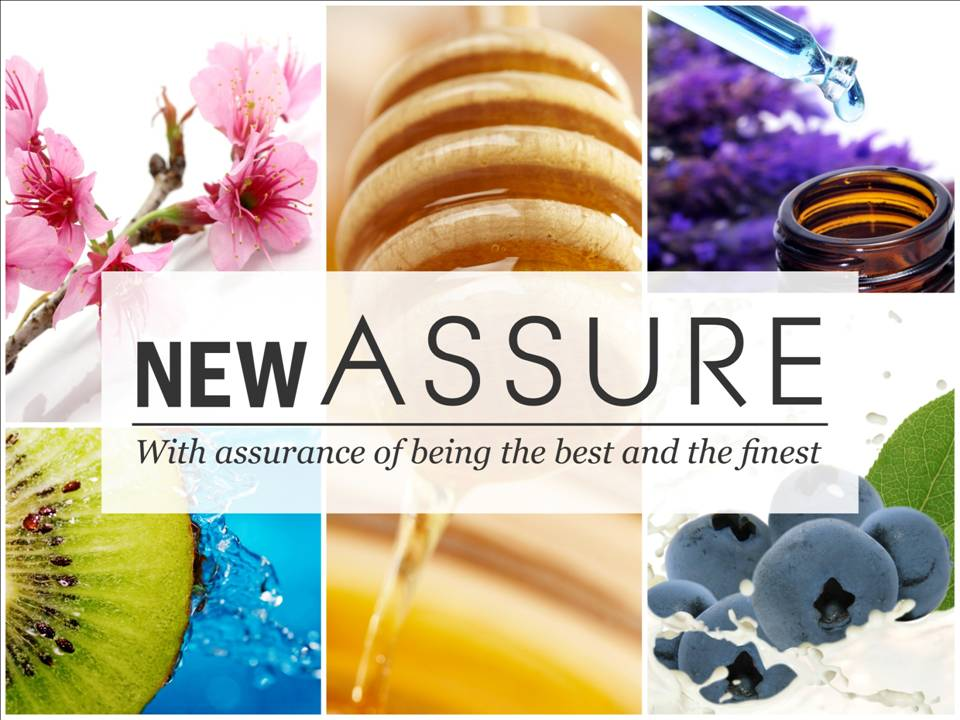 NEW ASSURE
With assurance of being the best and the finest